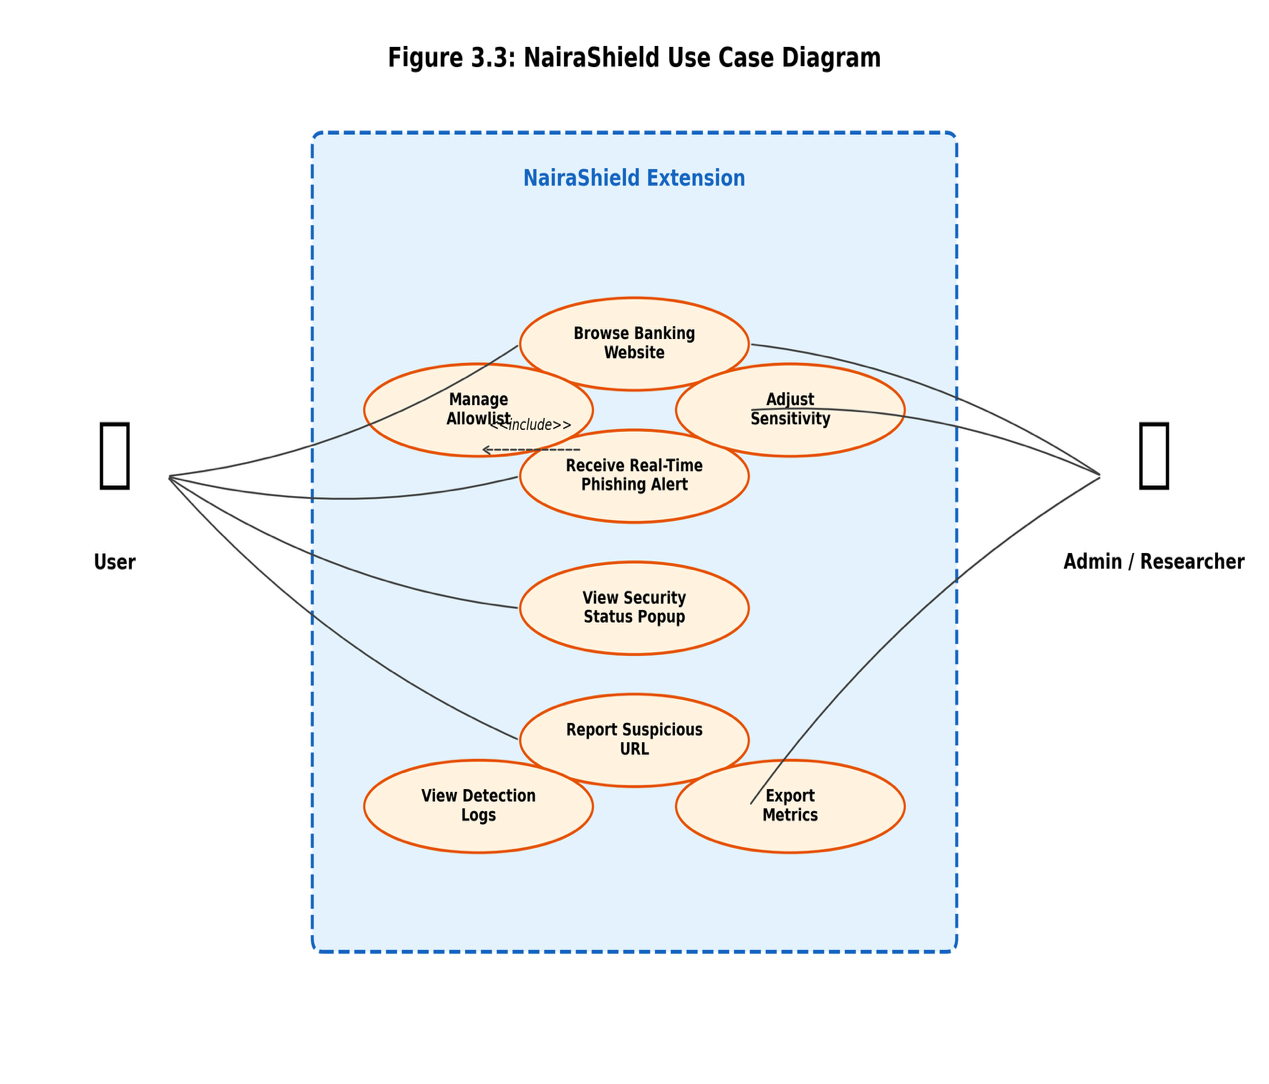 Figure 3.3: NairaShield Use Case Diagram
NairaShield Extension
Browse Banking
Website
Manage
Allowlist
Adjust
Sensitivity
<<include>>
Receive Real-Time
Phishing Alert
User
Admin / Researcher
View Security
Status Popup
Report Suspicious
URL
View Detection
Logs
Export
Metrics